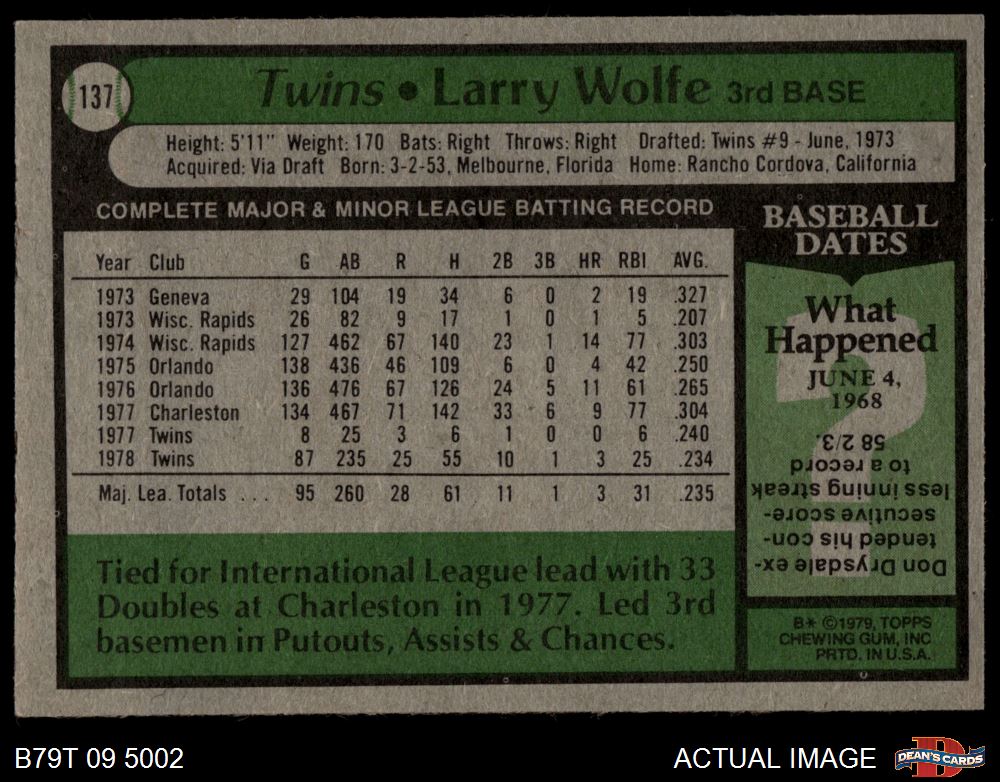 137
Twins • Larry Wolfe 3rd BASE
Height: 5'11" Weight: 170 Bats: Right Throws: Right Drafted: Twins #9 - June, 1973
Acquired: Via Draft Born: 3-2-53, Melbourne, Florida Home: Rancho Cordova, California
COMPLETE MAJOR & MINOR LEAGUE BATTING RECORD
Year Club G AB R H 2B 3B HR RBI AVG.
1973 Geneva 29 104 19 34 6 0 2 19 .327
1973 Wisc. Rapids 26 82 9 17 1 0 1 5 .207
1974 Wisc. Rapids 127 462 67 140 23 1 14 77 .303
1975 Orlando 138 436 46 109 6 0 4 42 .250
1976 Orlando 136 476 67 126 24 5 11 61 .265
1977 Charleston 134 467 71 142 33 6 9 77 .304
1977 Twins 8 25 3 6 1 0 0 6 .240
1978 Twins 87 235 25 55 10 1 3 25 .234
Maj. Lea. Totals ... 95 260 28 61 11 1 3 31 .235
Tied for International League lead with 33
Doubles at Charleston in 1977. Led 3rd
basemen in Putouts, Assists & Chances.
BASEBALL
DATES
What
Happened
JUNE 4,
1968
Don Drysdale ex-
tended his con-
secutive score-
less inning streak
to a record
58 2/3.
B* ©1979, TOPPS
CHEWING GUM, INC
PRTD. IN U.S.A.
B79T 09 5002
ACTUAL IMAGE
D
DEAN'S CARDS